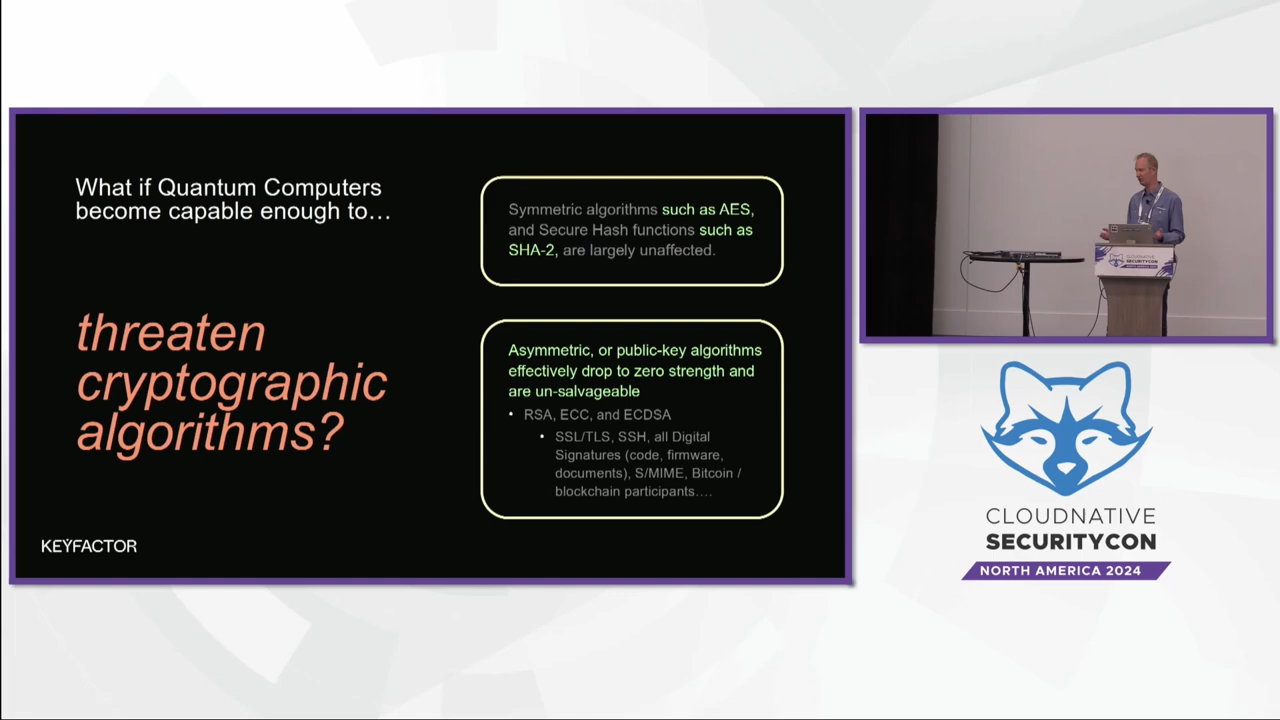 What if Quantum Computers
become capable enough to…
threaten
cryptographic
algorithms?
Symmetric algorithms such as AES,
and Secure Hash functions such as
SHA-2, are largely unaffected.
Asymmetric, or public-key algorithms
effectively drop to zero strength and
are un-salvageable
• RSA, ECC, and ECDSA
• SSL/TLS, SSH, all Digital
Signatures (code, firmware,
documents), S/MIME, Bitcoin /
blockchain participants….
KEYFACTOR
CLOUDNATIVE
SECURITYCON
CLOUDNATIVE
SECURITYCON
NORTH AMERICA 2024